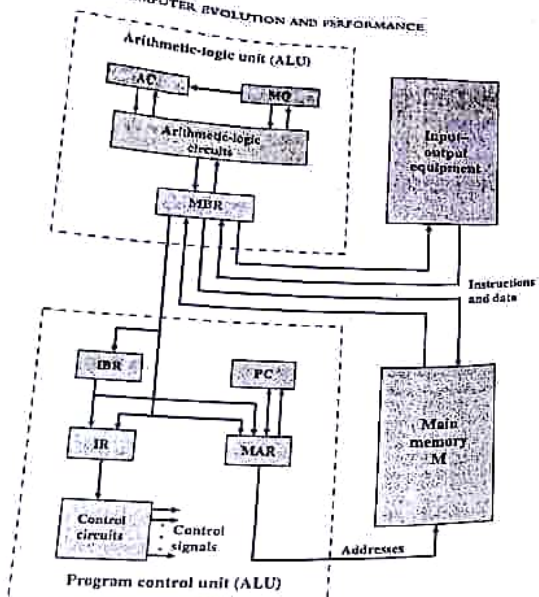 COMPUTER EVOLUTION AND PERFORMANCE
Arithmetic-logic unit (ALU)
AC
MQ
Arithmetic-logic
circuits
Input-
output
equipment
MBR
Instructions
and data
IBR
PC
IR
MAR
Main
memory
M
Control
circuits
Control
signals
Addresses
Program control unit (ALU)